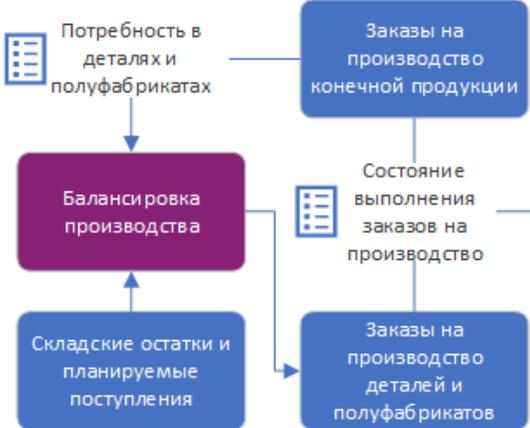 Потребность в
деталях и
полуфабрикатах
Заказы на
производство
конечной продукции
Балансировка
производства
Состояние
выполнения
заказов на
производство
Складские остатки и
планируемые
поступления
Заказы на
производство
деталей и
полуфабрикатов